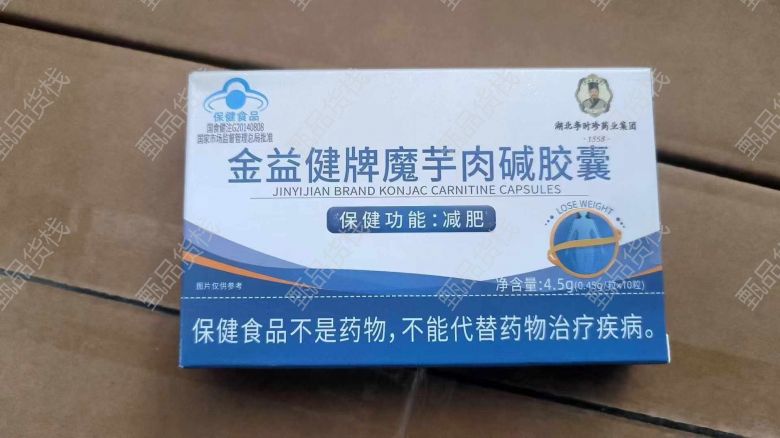 保健食品
国食健注G20140808
国家市场监督管理总局批准
湖北李时珍药业集团
-1558-
金益健牌魔芋肉碱胶囊
JINYIJIAN BRAND KONJAC CARNITINE CAPSULES
保健功能:减肥
LOSE WEIGHT
图片仅供参考
净含量:4.5g(0.45g/粒×10粒)
保健食品不是药物,不能代替药物治疗疾病。
甄品货栈